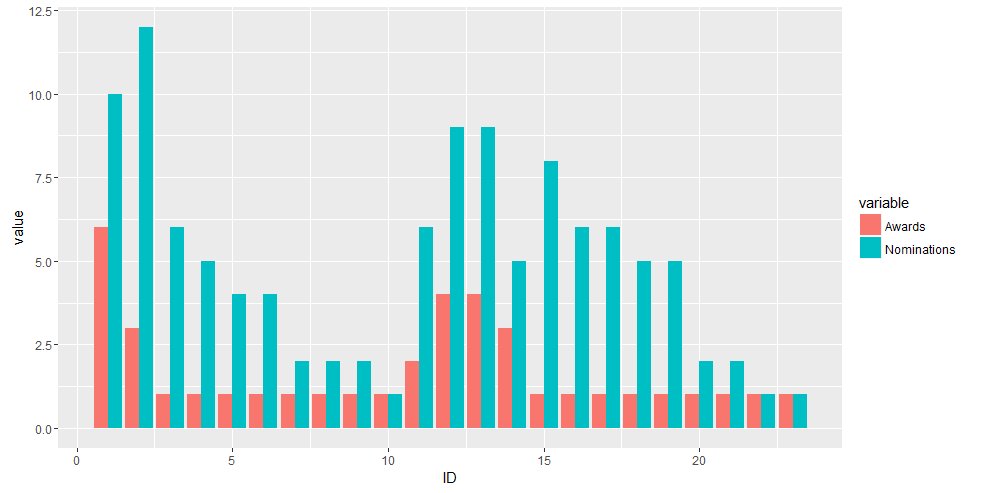 12.5
10.0
7.5
5.0
2.5
0.0
value
0 5 10 15 20
ID
variable
Awards
Nominations